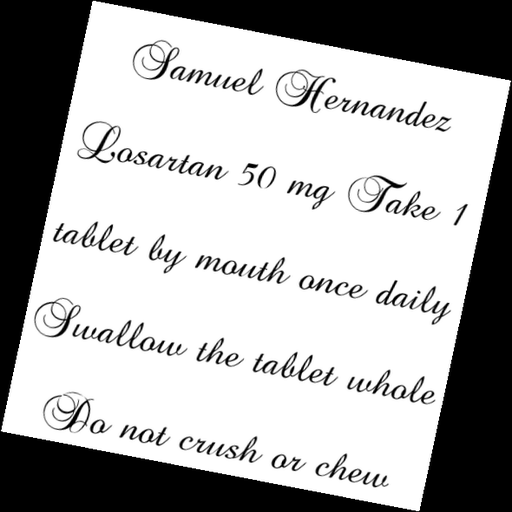 Samuel Hernandez
Losartan 50 mg Take 1
tablet by mouth once daily
Swallow the tablet whole
Do not crush or chew